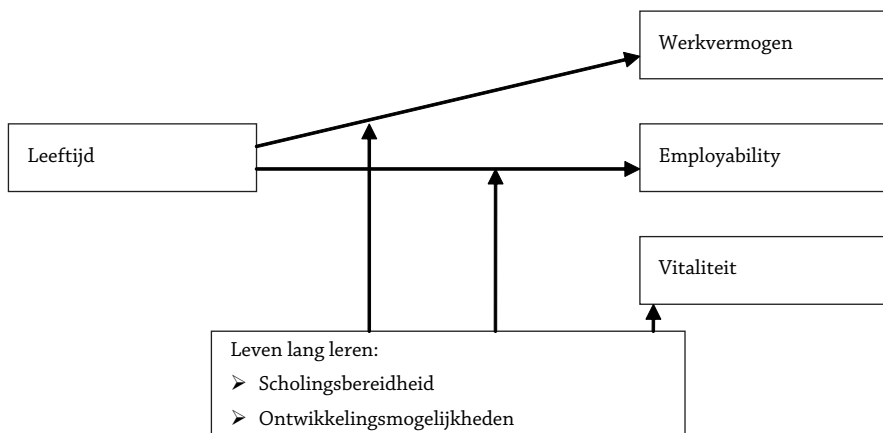 Werkvermogen
Leeftijd
Employability
Vitaliteit
Leven lang leren:
➢ Scholingsbereidheid
➢ Ontwikkelingsmogelijkheden